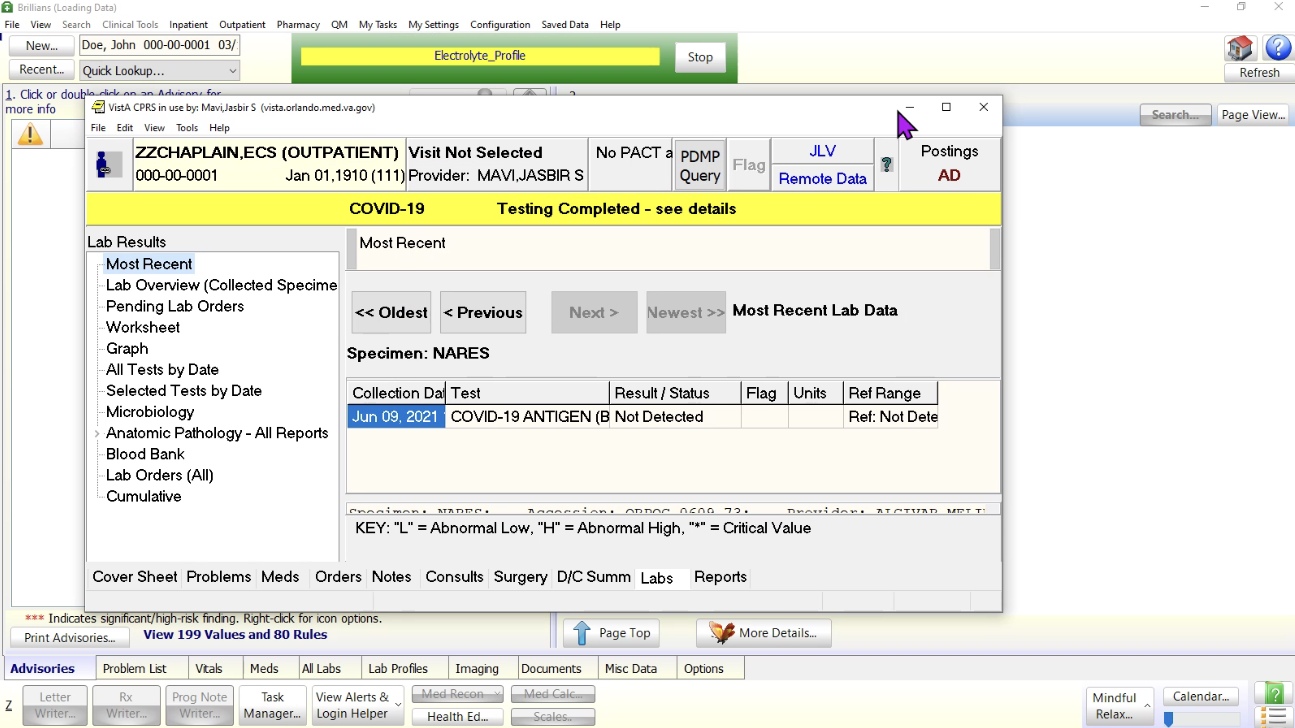 Brillians (Loading Data)
File View Search Clinical Tools Inpatient Outpatient Pharmacy QM My Tasks My Settings Configuration Saved Data Help
New... Doe, John 000-00-0001 03/
Electrolyte_Profile Stop
Recent... Quick Lookup...
Refresh
1. Click or double-click on an Advisory for
more info
Search... Page View...
VistA CPRS in use by: Mavi,Jasbir S (vista.orlando.med.va.gov)
File Edit View Tools Help
ZZCHAPLAIN,ECS (OUTPATIENT) Visit Not Selected No PACT a PDMP Query Flag JLV ? Postings
000-00-0001 Jan 01,1910 (111) Provider: MAVI,JASBIR S Remote Data AD
COVID-19 Testing Completed - see details
Lab Results
Most Recent
Most Recent
Lab Overview (Collected Specime
Pending Lab Orders
Worksheet
Graph
All Tests by Date
Selected Tests by Date
Microbiology
Anatomic Pathology - All Reports
Blood Bank
Lab Orders (All)
Cumulative
<< Oldest < Previous Next > Newest >> Most Recent Lab Data
Specimen: NARES
Collection Dat Test Result / Status Flag Units Ref Range
Jun 09, 2021 COVID-19 ANTIGEN (B Not Detected Ref: Not Dete
Specimen: NARES; Accession: Provider:
KEY: "L" = Abnormal Low, "H" = Abnormal High, "*" = Critical Value
Cover Sheet Problems Meds Orders Notes Consults Surgery D/C Summ Labs Reports
*** Indicates significant/high-risk finding. Right-click for icon options.
Print Advisories... View 199 Values and 80 Rules
Page Top More Details...
Advisories Problem List Vitals Meds All Labs Lab Profiles Imaging Documents Misc Data Options
Z Letter Writer... Rx Writer... Prog Note Writer... Task Manager... View Alerts & Login Helper Med Recon Med Calc...
Health Ed... Scales..
Mindful Relax... Calendar...